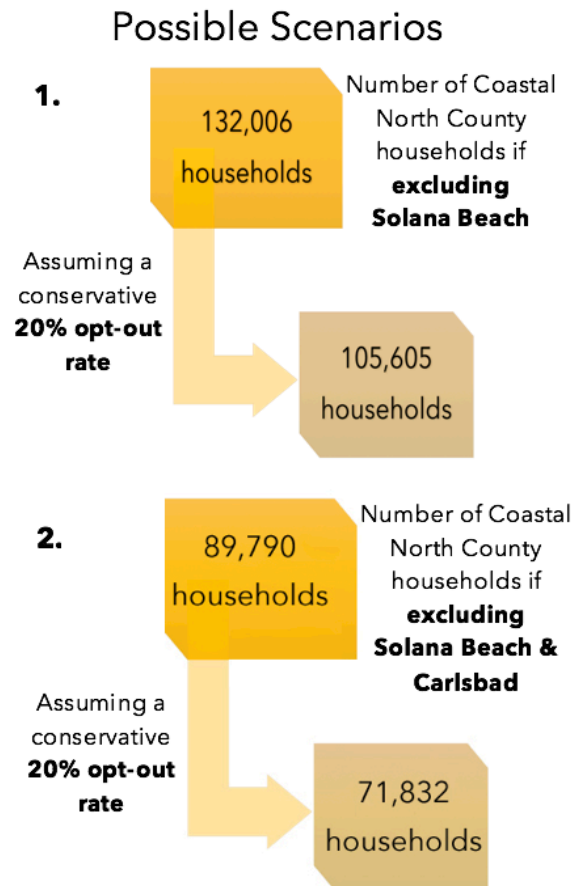 Possible Scenarios
1.
132,006
households
Number of Coastal
North County
households if
excluding
Solana Beach
Assuming a
conservative
20% opt-out
rate
105,605
households
2.
89,790
households
Number of Coastal
North County
households if
excluding
Solana Beach &
Carlsbad
Assuming a
conservative
20% opt-out
rate
71,832
households